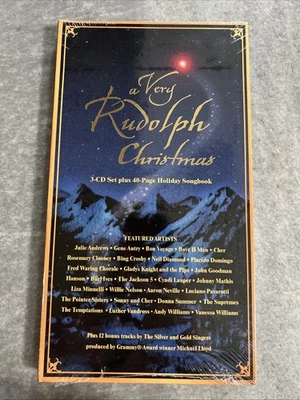 a Very
Rudolph
Christmas
3-CD Set plus 40-Page Holiday Songbook
FEATURED ARTISTS
Julie Andrews • Gene Autry • Bon Voyage • Boyz II Men • Cher
Rosemary Clooney • Bing Crosby • Neil Diamond • Placido Domingo
Fred Waring Chorale • Gladys Knight and the Pips • John Goodman
Hanson • Burl Ives • The Jackson 5 • Cyndi Lauper • Johnny Mathis
Liza Minnelli • Willie Nelson • Aaron Neville • Luciano Pavarotti
The Pointer Sisters • Sonny and Cher • Donna Summer • The Supremes
The Temptations • Luther Vandross • Andy Williams • Vanessa Williams
Plus 12 bonus tracks by The Silver and Gold Singers
produced by Grammy® Award winner Michael Lloyd